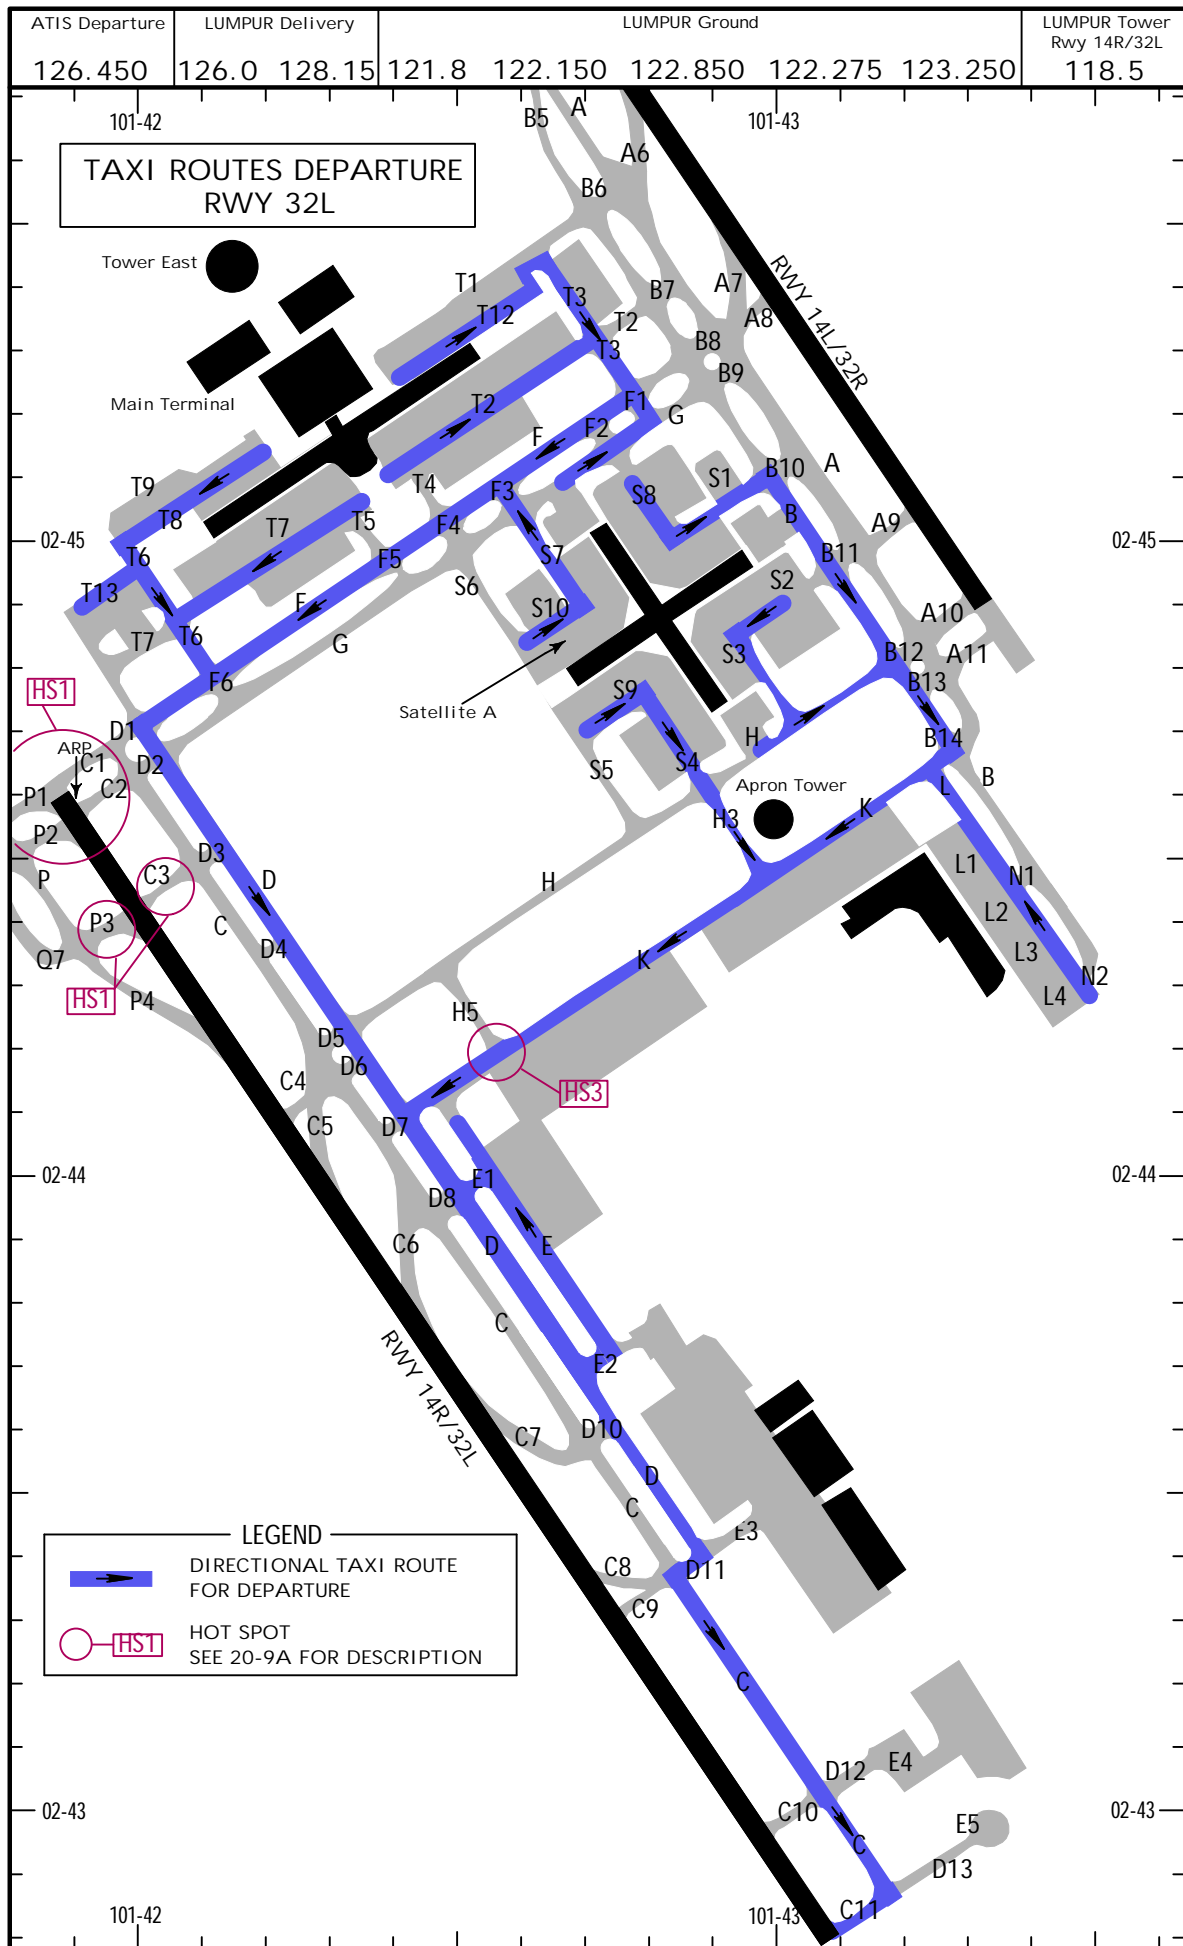 ATIS Departure
126.450
LUMPUR Delivery
126.0 128.15
LUMPUR Ground
121.8 122.150 122.850 122.275 123.250
LUMPUR Tower
Rwy 14R/32L
118.5
101-42
101-43
TAXI ROUTES DEPARTURE
RWY 32L
B5
A
A6
B6
Tower East
T1
T3
B7
A7
RWY 14L/32R
T12
T2
A8
T3
B8
B9
Main Terminal
T2
F1
G
F
F2
T9
T4
S1
B10
A
T8
F3
S8
T5
F4
B
A9
02-45
T7
02-45
T6
F5
S7
B11
T13
F
S6
S2
S10
A10
T7
T6
G
S3
B12
A11
F6
S9
B13
HS1
Satellite A
D1
H
B14
ARP
C1
D2
S5
S4
B
P1
C2
Apron Tower
L
P2
H3
K
D3
L1
P
C3
D
H
N1
P3
C
L2
D4
L3
Q7
K
N2
HS1
P4
L4
H5
D5
D6
C4
HS3
C5
D7
02-44
02-44
E1
D8
C6
D
E
C
RWY 14R/32L
E2
C7
D10
D
C
LEGEND
DIRECTIONAL TAXI ROUTE
FOR DEPARTURE
HS1
HOT SPOT
SEE 20-9A FOR DESCRIPTION
E3
C8
D11
C9
C
D12
E4
02-43
02-43
C10
E5
C
D13
C11
101-42
101-43